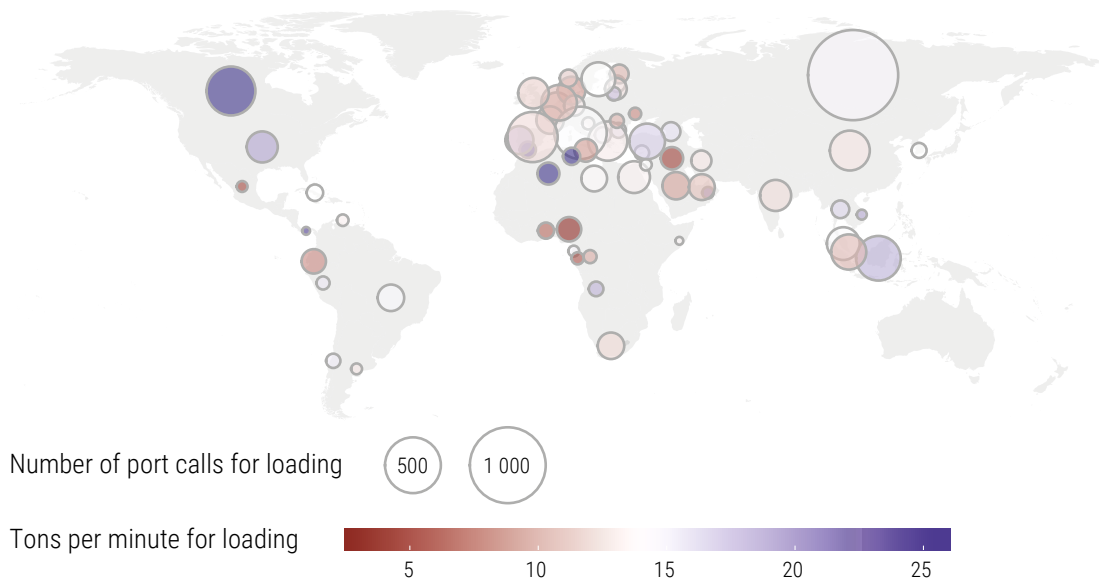 Number of port calls for loading 500 1 000
Tons per minute for loading
5 10 15 20 25